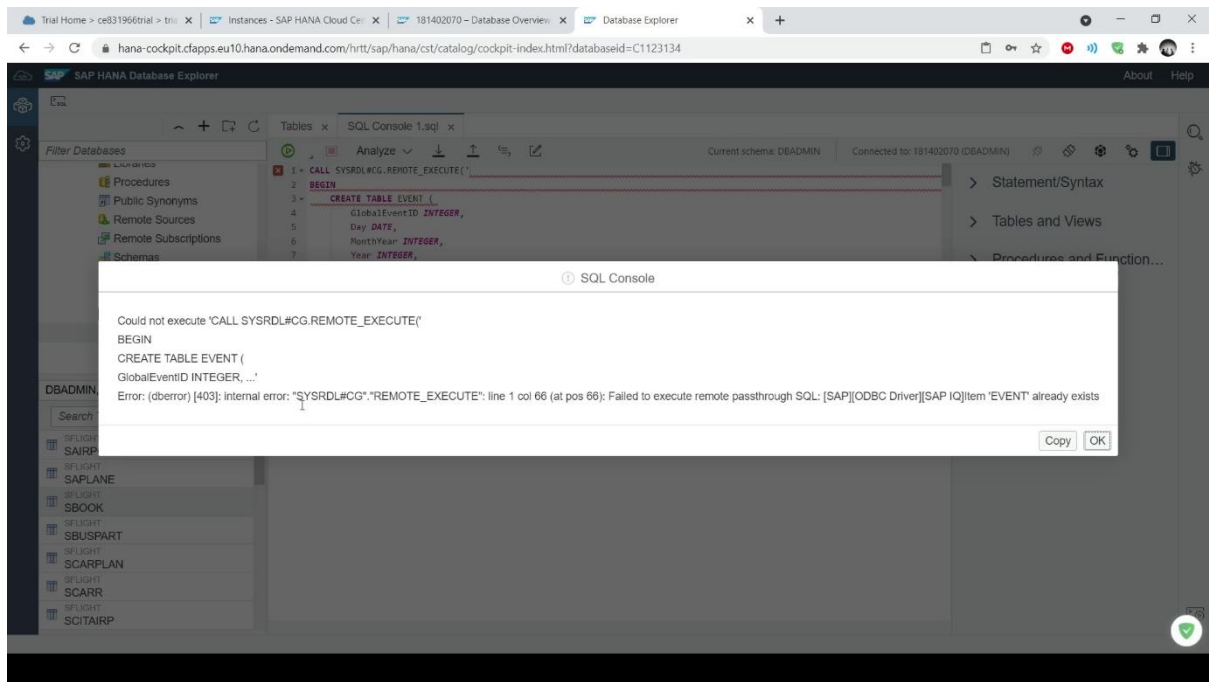 Trial Home > ce831966trial > tria
Instances - SAP HANA Cloud Cen
181402070 – Database Overview
Database Explorer
hana-cockpit.cfapps.eu10.hana.ondemand.com/hrtt/sap/hana/cst/catalog/cockpit-index.html?databaseid=C1123134
SAP SAP HANA Database Explorer
About Help
Tables SQL Console 1.sql
Filter Databases
Analyze
Current schema: DBADMIN
Connected to: 181402070 (DBADMIN)
Libraries
Procedures
Public Synonyms
Remote Sources
Remote Subscriptions
Schemas
1 CALL SYSRDL#CG.REMOTE_EXECUTE('
2 BEGIN
3 CREATE TABLE EVENT (
4 GlobalEventID INTEGER,
5 Day DATE,
6 MonthYear INTEGER,
7 Year INTEGER,
Statement/Syntax
Tables and Views
Procedures and Function...
SQL Console
Could not execute 'CALL SYSRDL#CG.REMOTE_EXECUTE('
BEGIN
CREATE TABLE EVENT (
GlobalEventID INTEGER, ...'
Error: (dberror) [403]: internal error: "SYSRDL#CG"."REMOTE_EXECUTE": line 1 col 66 (at pos 66): Failed to execute remote passthrough SQL: [SAP][ODBC Driver][SAP IQ]Item 'EVENT' already exists
Copy OK
DBADMIN,
Search
SFLIGHT
SAIRP
SFLIGHT
SAPLANE
SFLIGHT
SBOOK
SFLIGHT
SBUSPART
SFLIGHT
SCARPLAN
SFLIGHT
SCARR
SFLIGHT
SCITAIRP